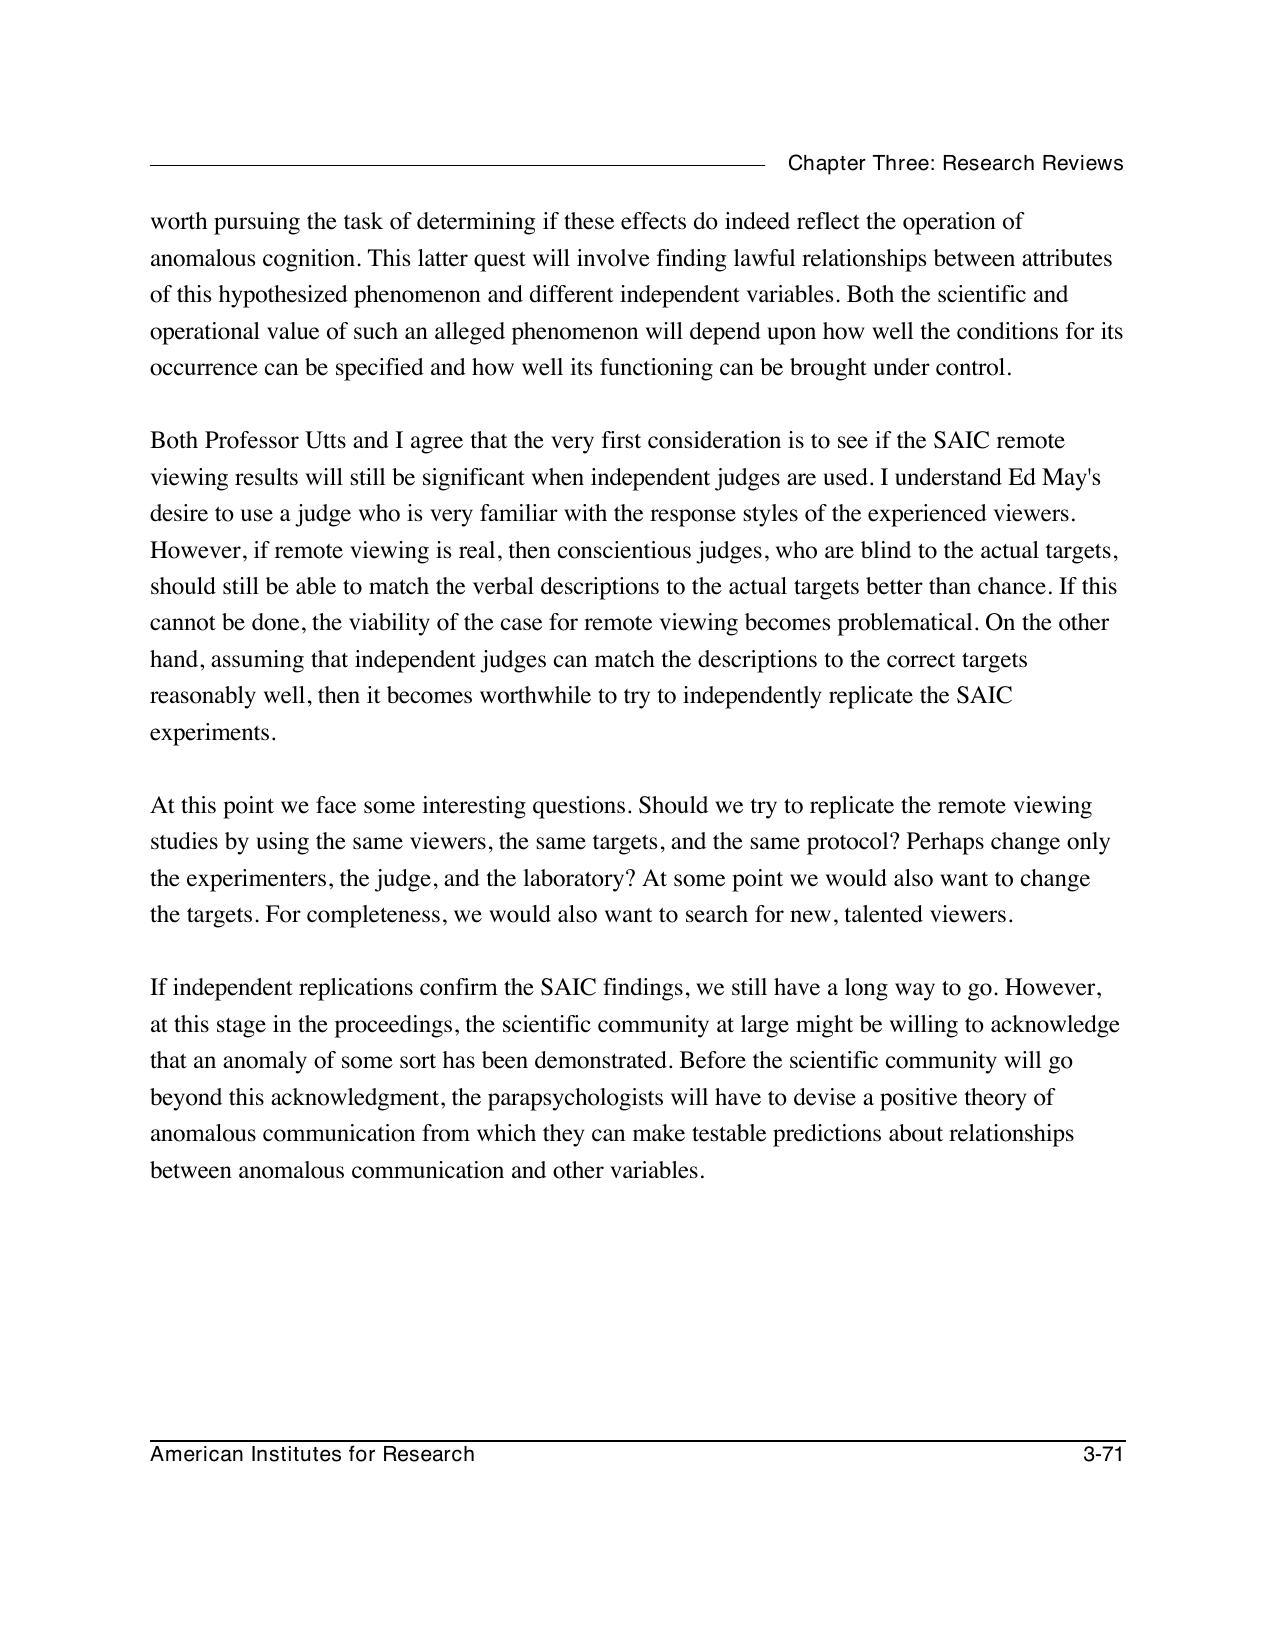 Chapter Three: Research Reviews
worth pursuing the task of determining if these effects do indeed reflect the operation of
anomalous cognition. This latter quest will involve finding lawful relationships between attributes
of this hypothesized phenomenon and different independent variables. Both the scientific and
operational value of such an alleged phenomenon will depend upon how well the conditions for its
occurrence can be specified and how well its functioning can be brought under control.
Both Professor Utts and I agree that the very first consideration is to see if the SAIC remote
viewing results will still be significant when independent judges are used. I understand Ed May's
desire to use a judge who is very familiar with the response styles of the experienced viewers.
However, if remote viewing is real, then conscientious judges, who are blind to the actual targets,
should still be able to match the verbal descriptions to the actual targets better than chance. If this
cannot be done, the viability of the case for remote viewing becomes problematical. On the other
hand, assuming that independent judges can match the descriptions to the correct targets
reasonably well, then it becomes worthwhile to try to independently replicate the SAIC
experiments.
At this point we face some interesting questions. Should we try to replicate the remote viewing
studies by using the same viewers, the same targets, and the same protocol? Perhaps change only
the experimenters, the judge, and the laboratory? At some point we would also want to change
the targets. For completeness, we would also want to search for new, talented viewers.
If independent replications confirm the SAIC findings, we still have a long way to go. However,
at this stage in the proceedings, the scientific community at large might be willing to acknowledge
that an anomaly of some sort has been demonstrated. Before the scientific community will go
beyond this acknowledgment, the parapsychologists will have to devise a positive theory of
anomalous communication from which they can make testable predictions about relationships
between anomalous communication and other variables.
American Institutes for Research 3-71